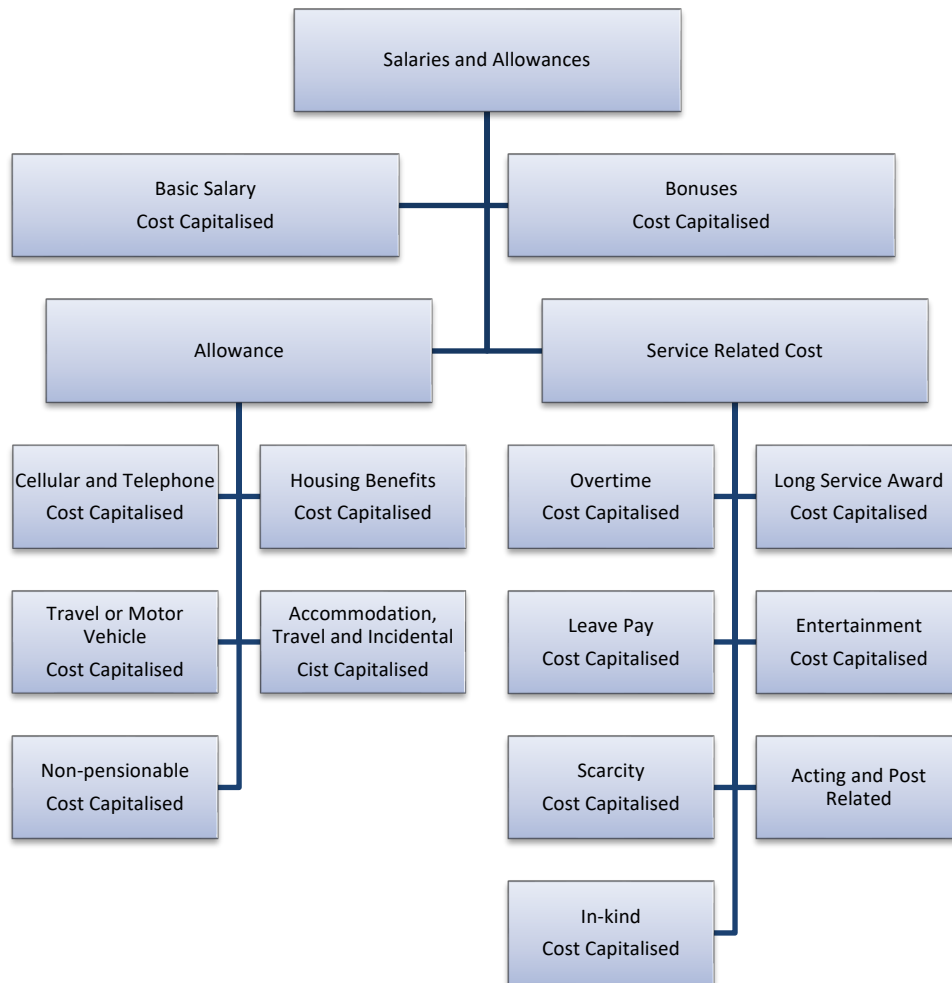 Salaries and Allowances
Basic Salary
Cost Capitalised
Bonuses
Cost Capitalised
Allowance
Service Related Cost
Cellular and Telephone
Cost Capitalised
Housing Benefits
Cost Capitalised
Overtime
Cost Capitalised
Long Service Award
Cost Capitalised
Travel or Motor
Vehicle
Cost Capitalised
Accommodation,
Travel and Incidental
Cist Capitalised
Leave Pay
Cost Capitalised
Entertainment
Cost Capitalised
Non-pensionable
Cost Capitalised
Scarcity
Cost Capitalised
Acting and Post
Related
In-kind
Cost Capitalised